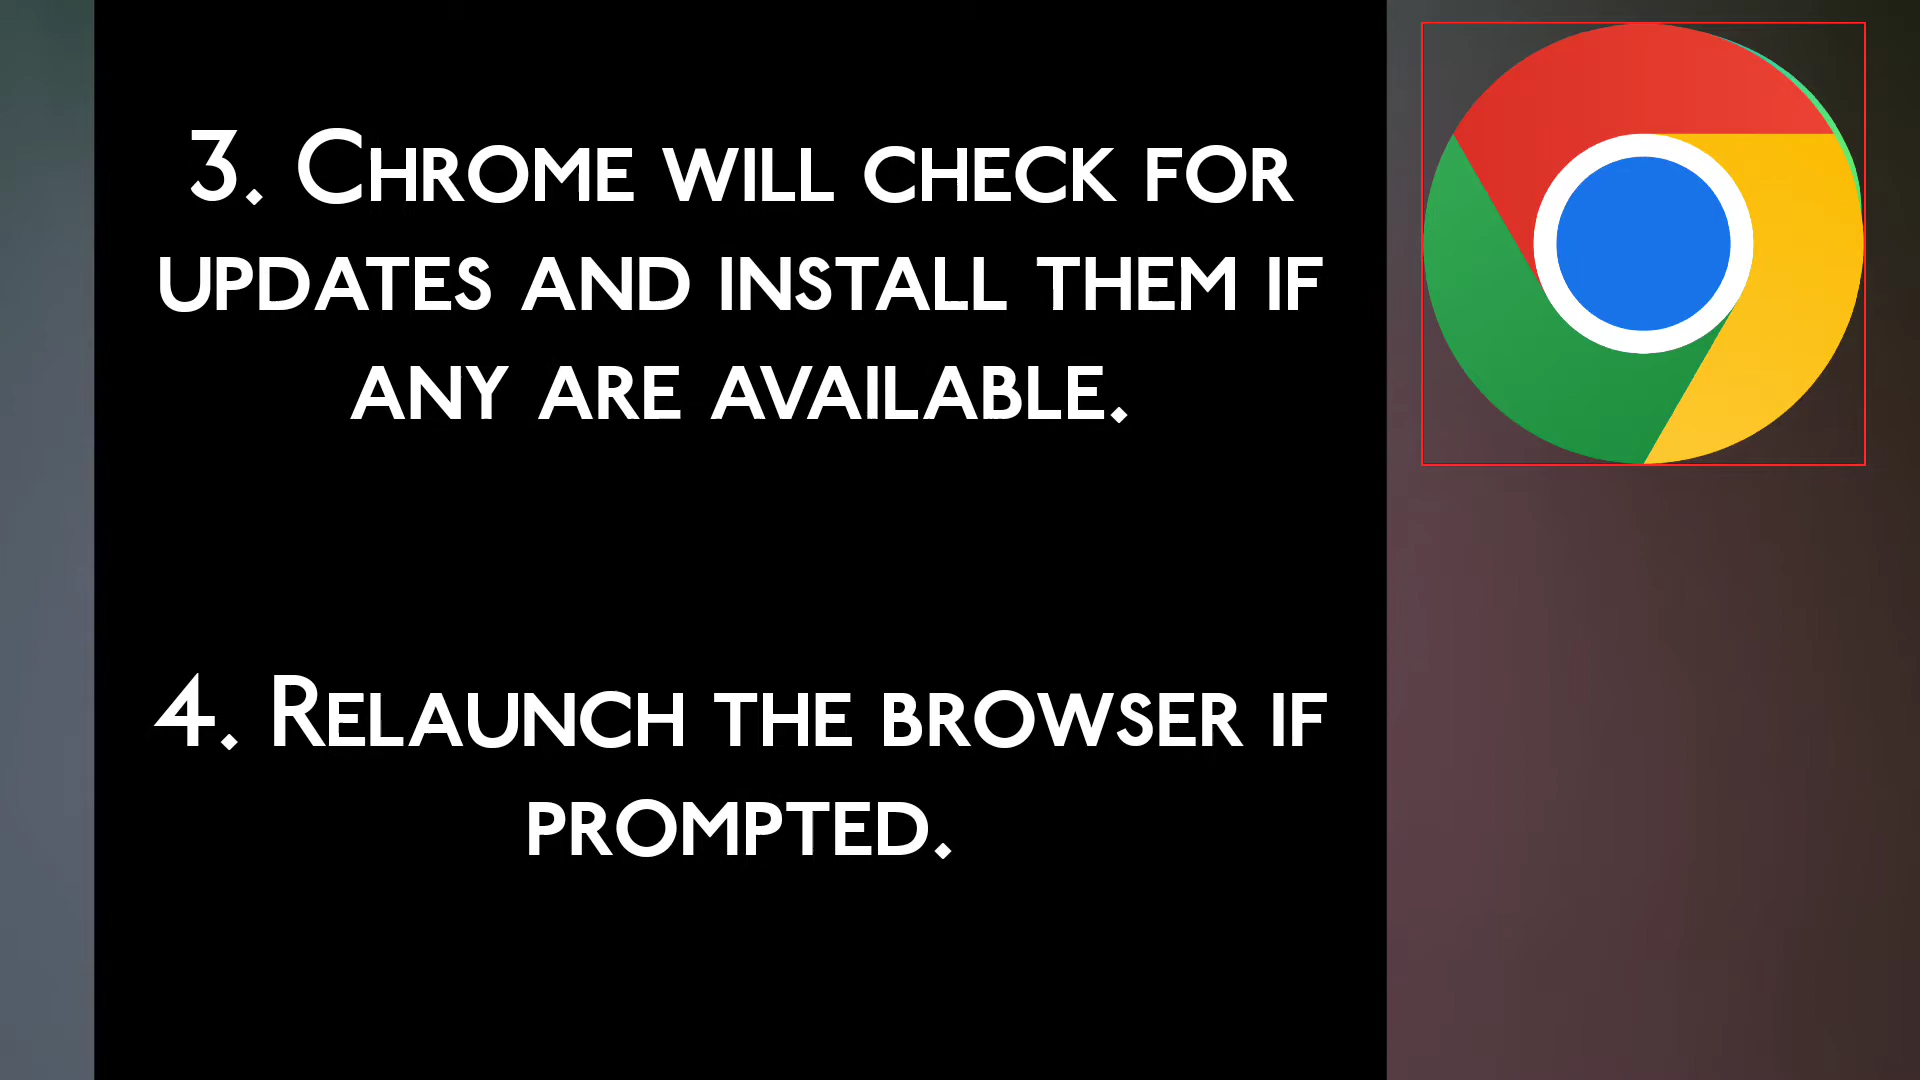 3. Chrome will check for
updates and install them if
any are available.
4. Relaunch the browser if
prompted.